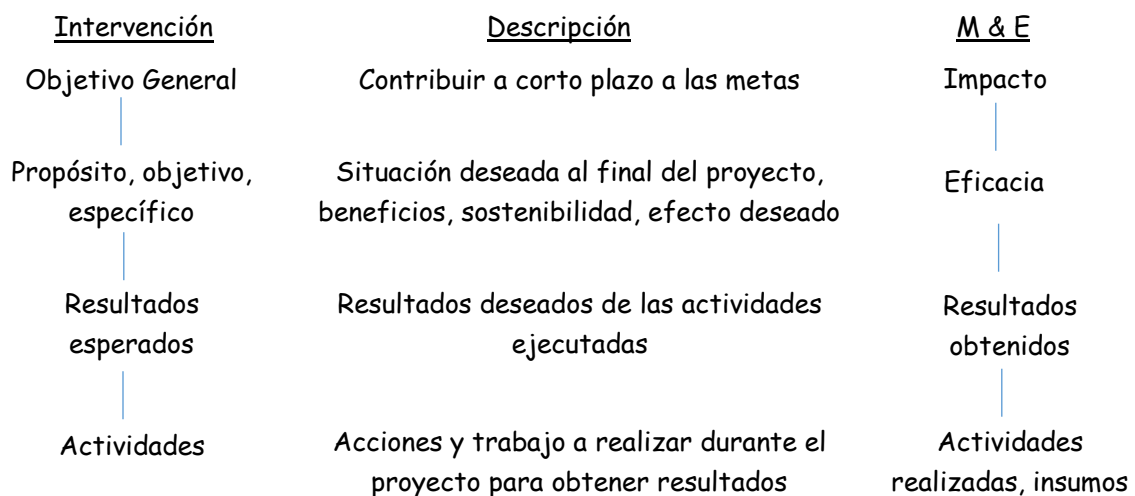 Intervención Descripción M & E
Objetivo General Contribuir a corto plazo a las metas Impacto
Propósito, objetivo, específico Situación deseada al final del proyecto, beneficios, sostenibilidad, efecto deseado Eficacia
Resultados esperados Resultados deseados de las actividades ejecutadas Resultados obtenidos
Actividades Acciones y trabajo a realizar durante el proyecto para obtener resultados Actividades realizadas, insumos